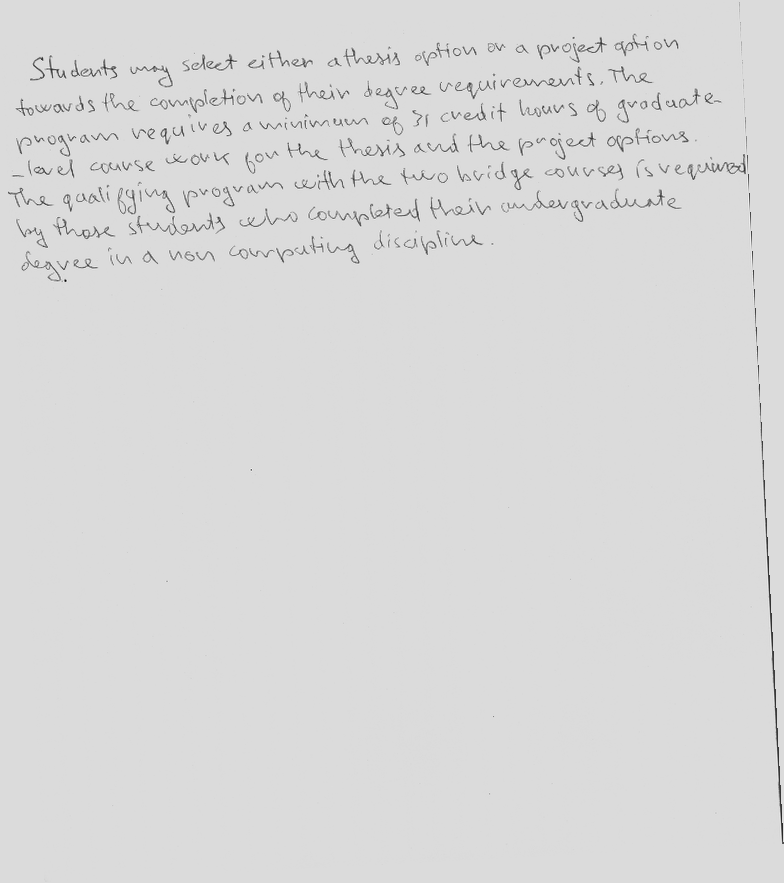 Students may select either a thesis option or a project option
towards the completion of their degree requirements. The
program requires a minimum of 31 credit hours of graduate-
-level course work for the thesis and the project options.
The qualifying program with the two bridge courses is required
by those students who completed their undergraduate
degree in a non computing discipline.